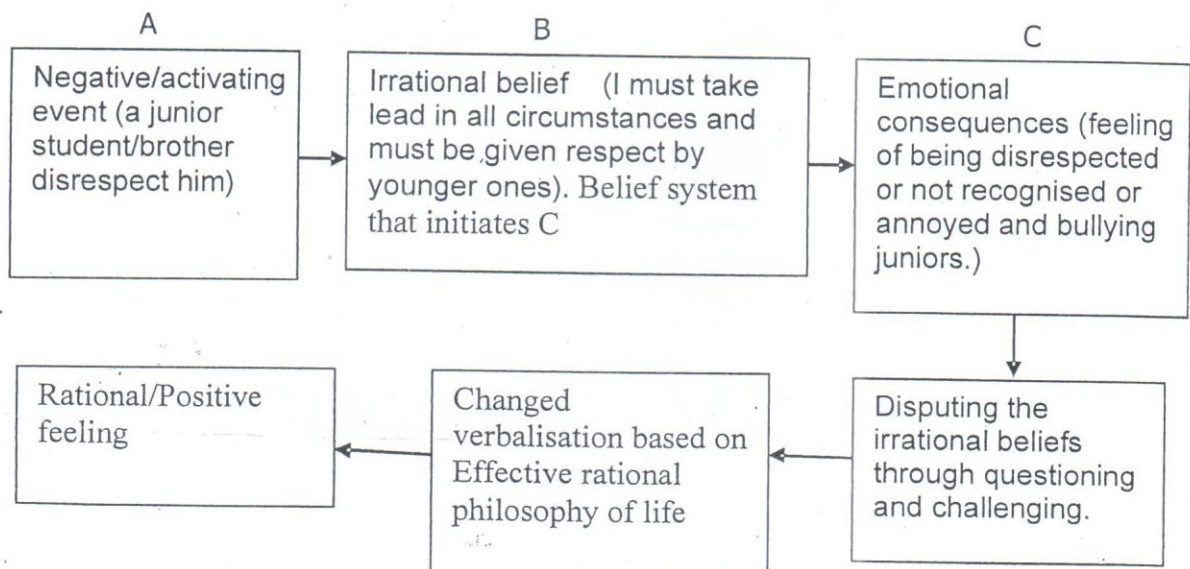 A
B
C
Negative/activating
event (a junior
student/brother
disrespect him)
Irrational belief (I must take
lead in all circumstances and
must be given respect by
younger ones). Belief system
that initiates C
Emotional
consequences (feeling
of being disrespected
or not recognised or
annoyed and bullying
juniors.)
Rational/Positive
feeling
Changed
verbalisation based on
Effective rational
philosophy of life
Disputing the
irrational beliefs
through questioning
and challenging.